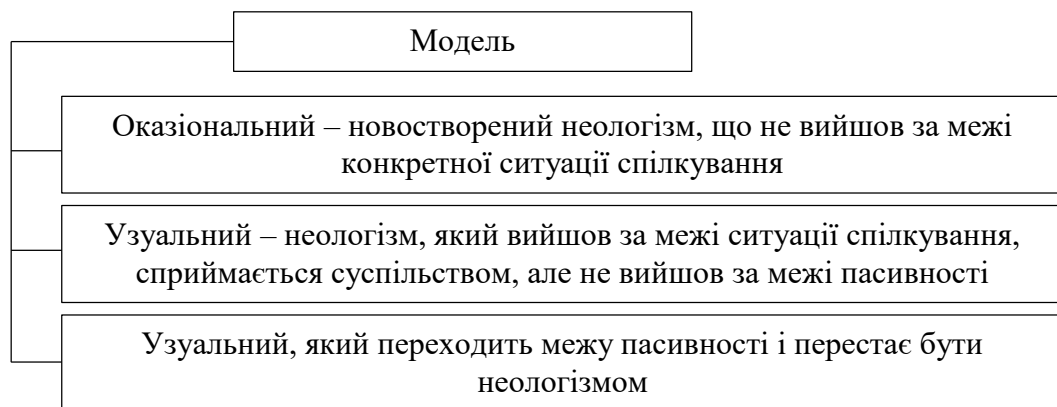 Модель
Оказіональний – новостворений неологізм, що не вийшов за межі
конкретної ситуації спілкування
Узуальний – неологізм, який вийшов за межі ситуації спілкування,
сприймається суспільством, але не вийшов за межі пасивності
Узуальний, який переходить межу пасивності і перестає бути
неологізмом